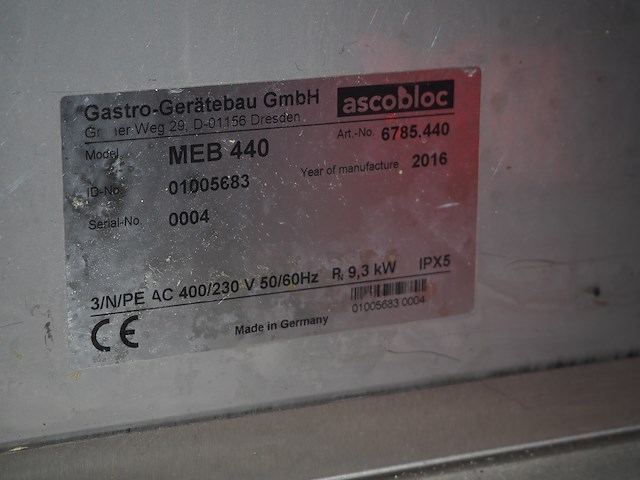 Gastro-Gerätebau GmbH ascobloc
Weg 29, D-01156 Dresden
Art.-No. 6785.440
Model MEB 440
Year of manufacture 2016
ID-No. 01005683
Serial-No. 0004
3/N/PE AC 400/230 V 50/60Hz PN 9,3 kW IPX5
01005683 0004
CE Made in Germany